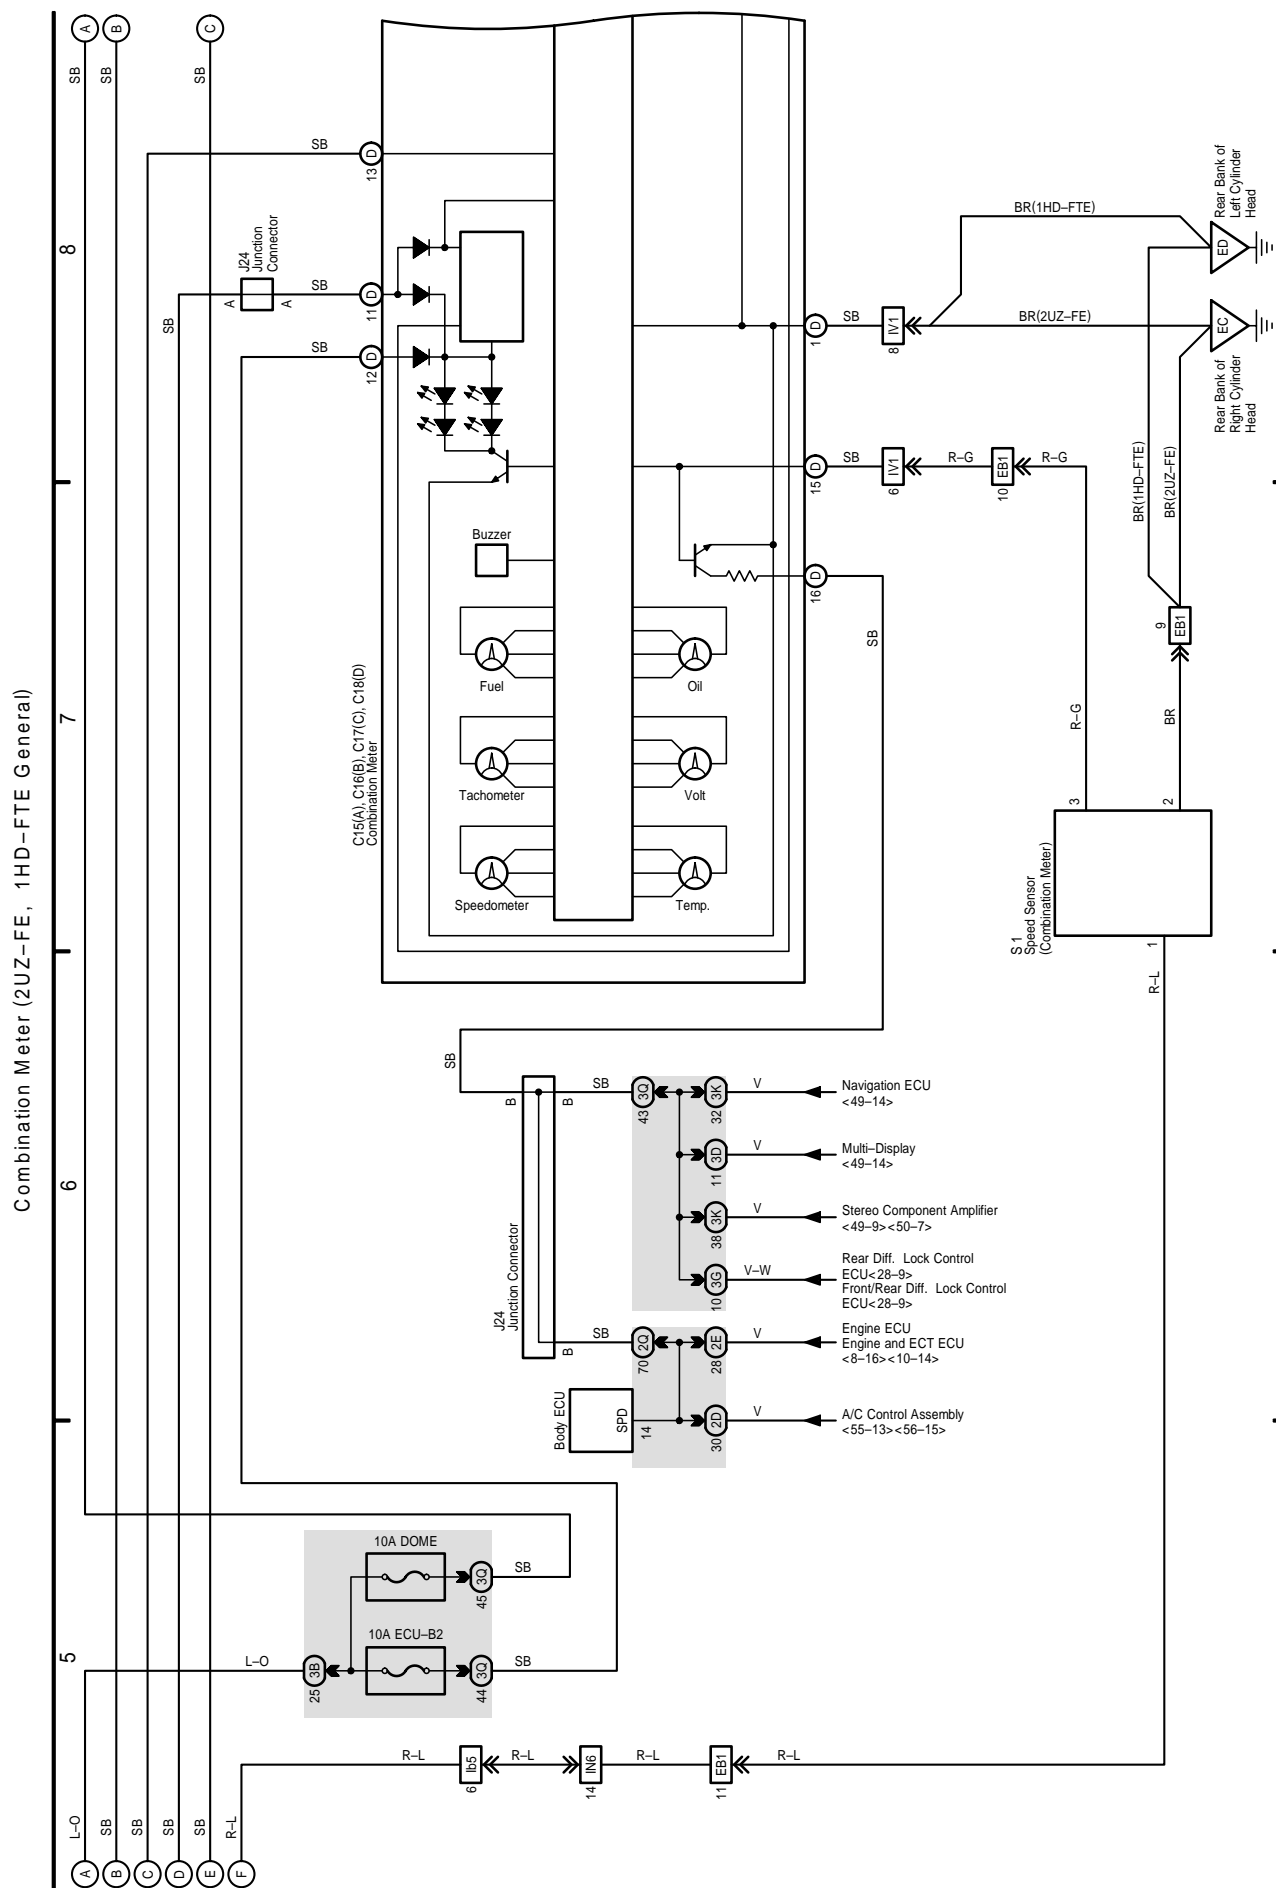 Combination Meter (2UZ–FE, 1HD–FTE General)
5
6
7
8
A
B
C
SB
SB
SB
SB
13
D
J24
Junction
Connector
A
A
SB
11
D
SB
SB
12
D
C15(A), C16(B), C17(C), C18(D)
Combination Meter
Buzzer
Fuel
Tachometer
Speedometer
Oil
Volt
Temp.
1
D
SB
8
IV1
BR(1HD–FTE)
BR(2UZ–FE)
ED
Rear Bank of
Left Cylinder
Head
EC
Rear Bank of
Right Cylinder
Head
15
D
SB
6
IV1
R–G
10
EB1
R–G
BR(1HD–FTE)
BR(2UZ–FE)
16
D
SB
9
EB1
R–G
BR
3
2
S 1
Speed Sensor
(Combination Meter)
1
R–L
SB
B
B
SB
43
3Q
32
3K
V
Navigation ECU
<49–14>
11
3D
V
Multi–Display
<49–14>
38
3K
V
Stereo Component Amplifier
<49–9><50–7>
10
3G
V–W
Rear Diff. Lock Control
ECU<28–9>
Front/Rear Diff. Lock Control
ECU<28–9>
J24
Junction Connector
B
SB
70
2Q
28
2E
V
Engine ECU
Engine and ECT ECU
<8–16><10–14>
Body ECU
SPD
14
30
2D
V
A/C Control Assembly
<55–13><56–15>
10A DOME
45
3Q
SB
10A ECU–B2
L–O
25
3B
44
3Q
SB
R–L
6
Ib5
R–L
14
IN6
R–L
11
EB1
R–L
L–O
SB
SB
SB
SB
R–L
A
B
C
D
E
F